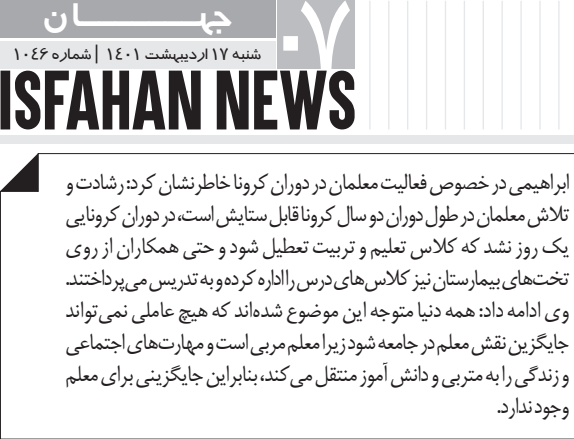 جهان
۰۷
شنبه ۱۷ اردیبهشت ۱٤۰۱ | شماره ۱۰٤۶
ISFAHAN NEWS
ابراهیمی در خصوص فعالیت معلمان در دوران کرونا خاطرنشان کرد: رشادت و
تلاش معلمان در طول دوران دو سال کرونا قابل ستایش است، در دوران کرونایی
یک روز نشد که کلاس تعلیم و تربیت تعطیل شود و حتی همکاران از روی
تخت‌های بیمارستان نیز کلاس‌های درس را اداره کرده و به تدریس می‌پرداختند.
وی ادامه داد: همه دنیا متوجه این موضوع شده‌اند که هیچ عاملی نمی‌تواند
جایگزین نقش معلم در جامعه شود زیرا معلم مربی است و مهارت‌های اجتماعی
و زندگی را به متربی و دانش آموز منتقل می‌کند، بنابراین جایگزینی برای معلم
وجود ندارد.